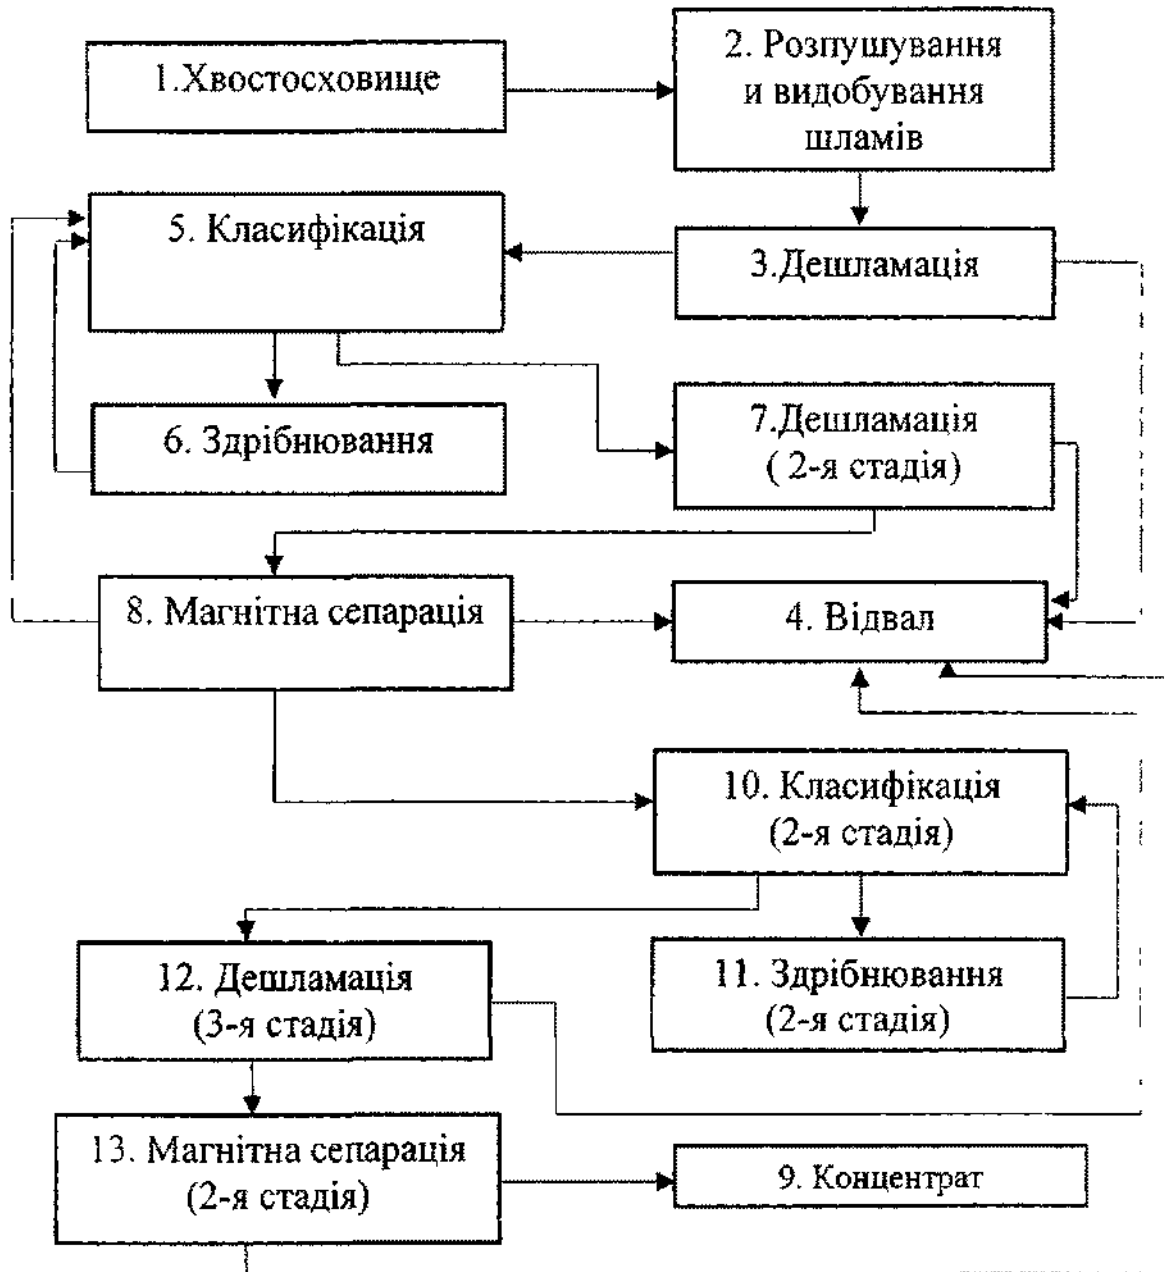 1.Хвостосховище
2. Розпушування
и видобування
шламів
5. Класифікація
3.Дешламація
6. Здрібнювання
7.Дешламація
( 2-я стадія)
8. Магнітна сепарація
4. Відвал
10. Класифікація
(2-я стадія)
12. Дешламація
(3-я стадія)
11. Здрібнювання
(2-я стадія)
13. Магнітна сепарація
(2-я стадія)
9. Концентрат